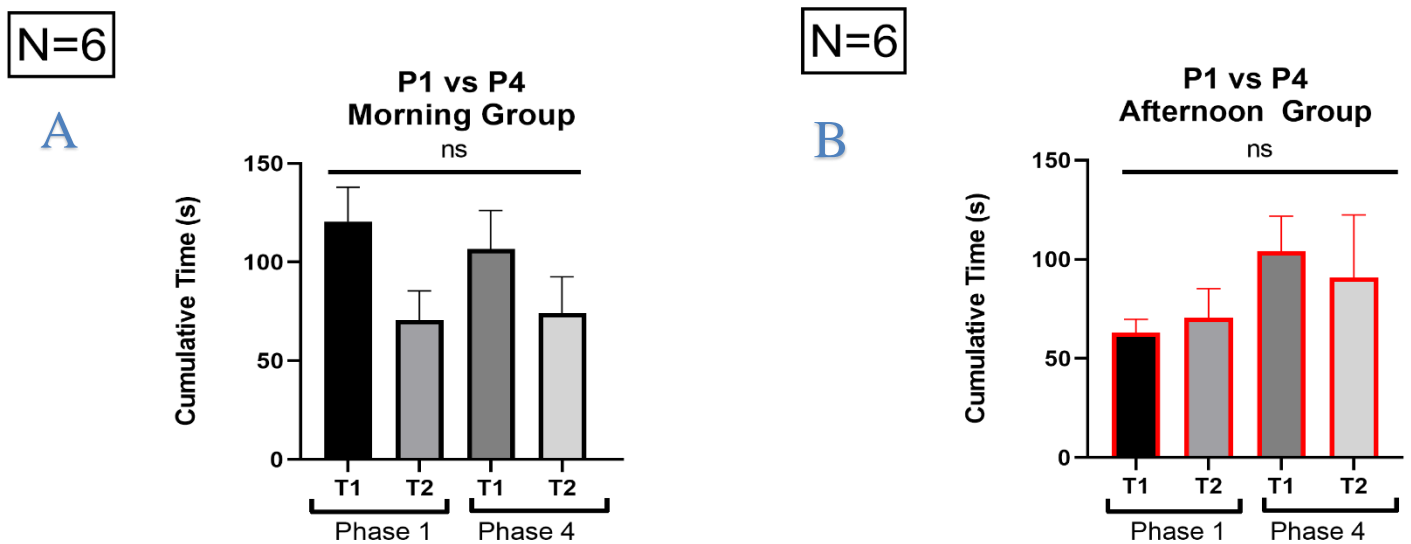 N=6
A
P1 vs P4
Morning Group
ns
150
100
50
0
Cumulative Time (s)
T1 T2 T1 T2
Phase 1 Phase 4
N=6
B
P1 vs P4
Afternoon Group
ns
150
100
50
0
Cumulative Time (s)
T1 T2 T1 T2
Phase 1 Phase 4